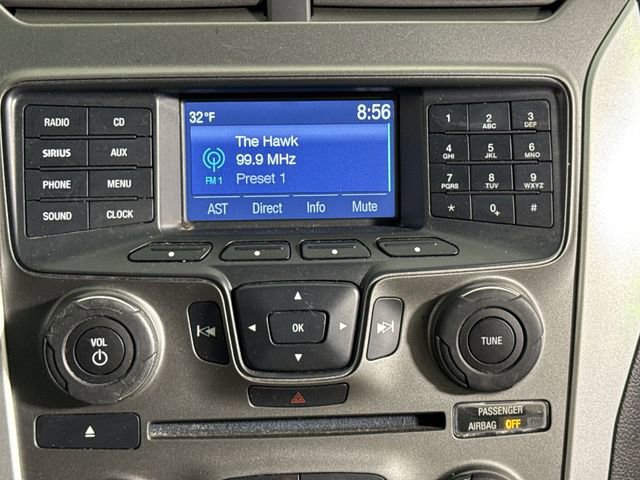 32°F 8:56
The Hawk
99.9 MHz
FM 1 Preset 1
AST Direct Info Mute
RADIO CD
SIRIUS AUX
PHONE MENU
SOUND CLOCK
1 2 ABC 3 DEF
4 GHI 5 JKL 6 MNO
7 PQRS 8 TUV 9 WXYZ
* 0+ #
VOL
OK
TUNE
PASSENGER
AIRBAG OFF